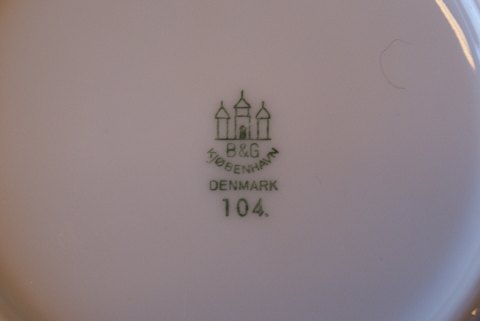 B&G
KJØBENHAVN
DENMARK
104.